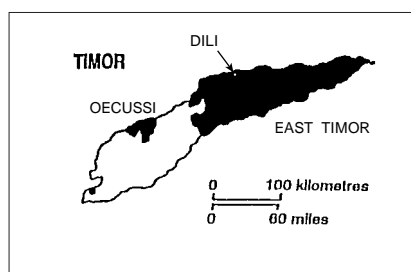 DILI
TIMOR
OECUSSI
EAST TIMOR
0 100 kilometres
0 60 miles